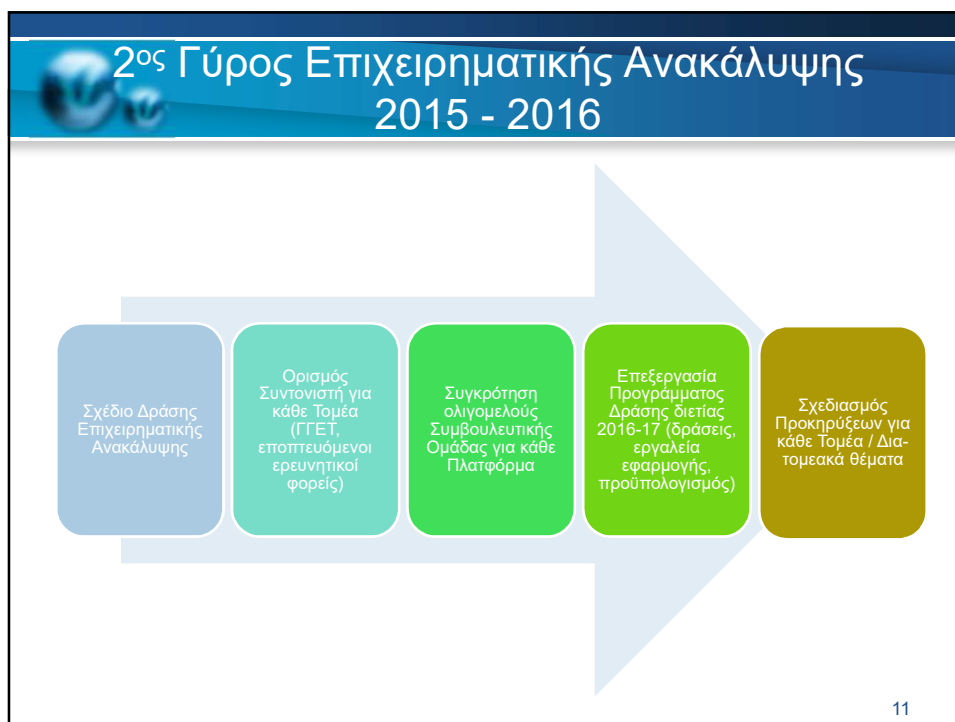 2ος Γύρος Επιχειρηματικής Ανακάλυψης
2015 - 2016
Σχέδιο Δράσης
Επιχειρηματικής
Ανακάλυψης
Ορισμός
Συντονιστή για
κάθε Τομέα
(ΓΓΕΤ,
εποπτευόμενοι
ερευνητικοί
φορείς)
Συγκρότηση
ολιγομελούς
Συμβουλευτικής
Ομάδας για κάθε
Πλατφόρμα
Επεξεργασία
Προγράμματος
Δράσης διετίας
2016-17 (δράσεις,
εργαλεία
εφαρμογής,
προϋπολογισμός)
Σχεδιασμός
Προκηρύξεων για
κάθε Τομέα / Δια-
τομεακά θέματα
11